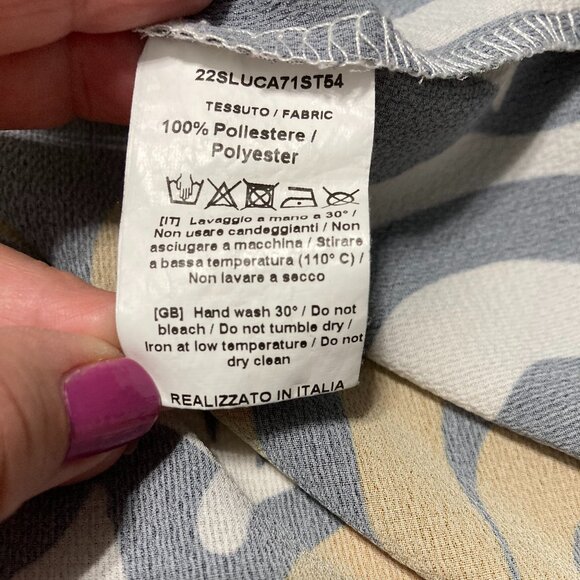 22SLUCA71ST54
TESSUTO / FABRIC
100% Poliestere /
Polyester
[IT] Lavaggio a mano a 30° /
Non usare candeggianti / Non
asciugare a macchina / Stirare
a bassa temperatura (110° C) /
Non lavare a secco
[GB] Hand wash 30° / Do not
bleach / Do not tumble dry /
Iron at low temperature / Do not
dry clean
REALIZZATO IN ITALIA